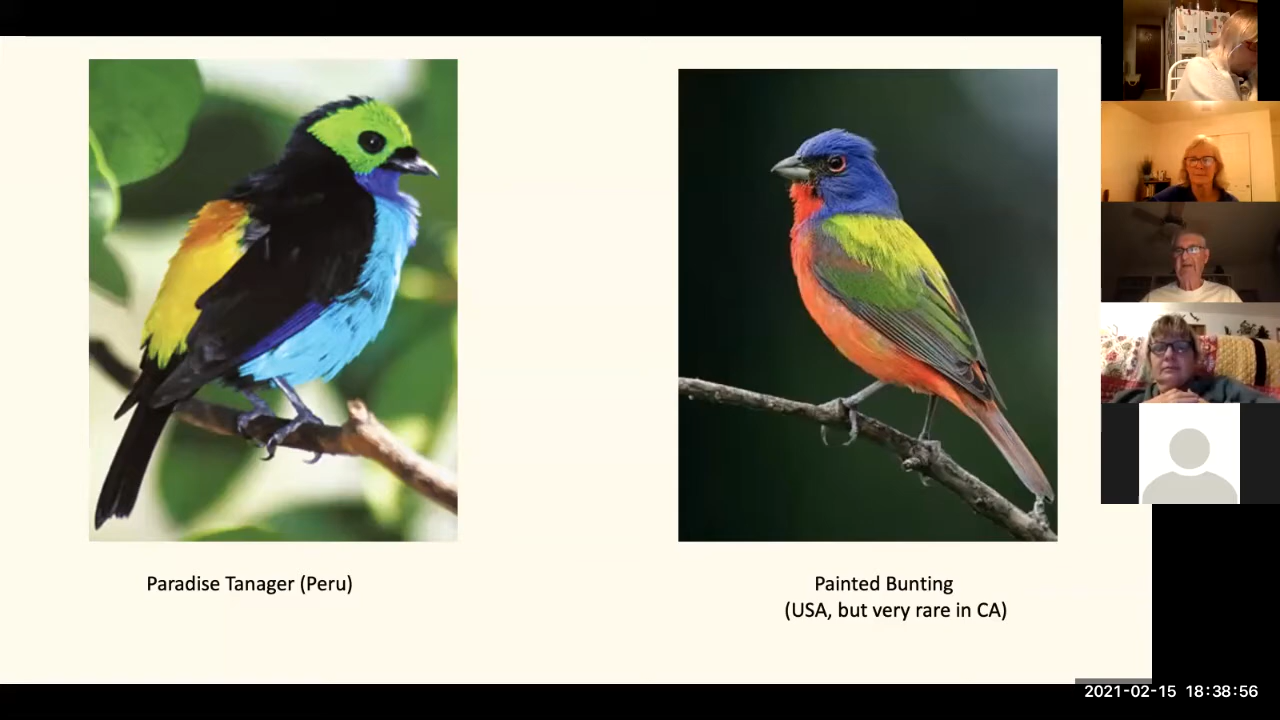 Paradise Tanager (Peru)
Painted Bunting
(USA, but very rare in CA)
2021-02-15 18:38:56